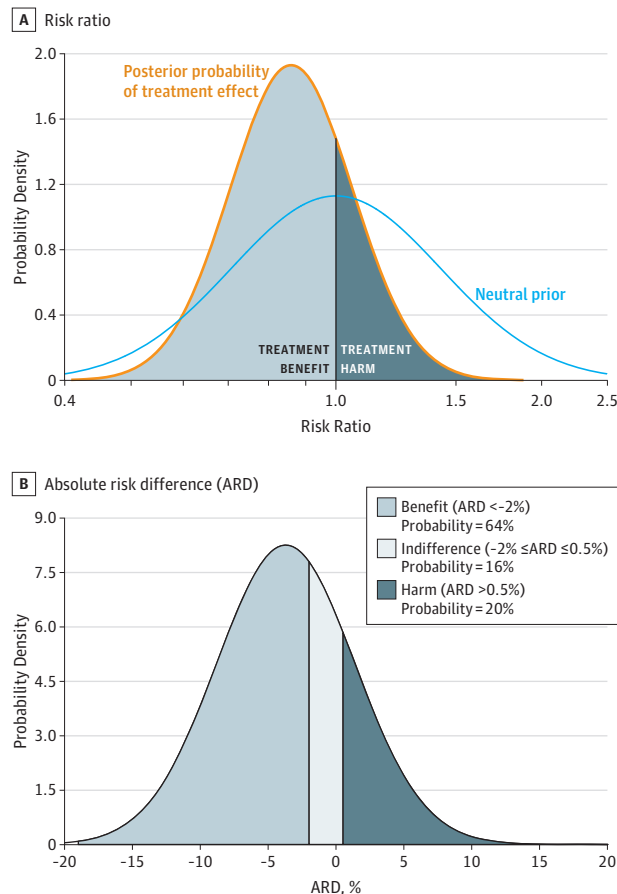 A Risk ratio
2.0
Posterior probability
of treatment effect
1.6
1.2
Probability Density
0.8
Neutral prior
0.4
TREATMENT TREATMENT
BENEFIT HARM
0
0.4 1.0 1.5 2.0 2.5
Risk Ratio
B Absolute risk difference (ARD)
9.0
Benefit (ARD <-2%)
Probability = 64%
Indifference (-2% ≤ARD ≤0.5%)
Probability = 16%
Harm (ARD >0.5%)
Probability = 20%
7.5
6.0
Probability Density
4.5
3.0
1.5
0
-20 -15 -10 -5 0 5 10 15 20
ARD, %